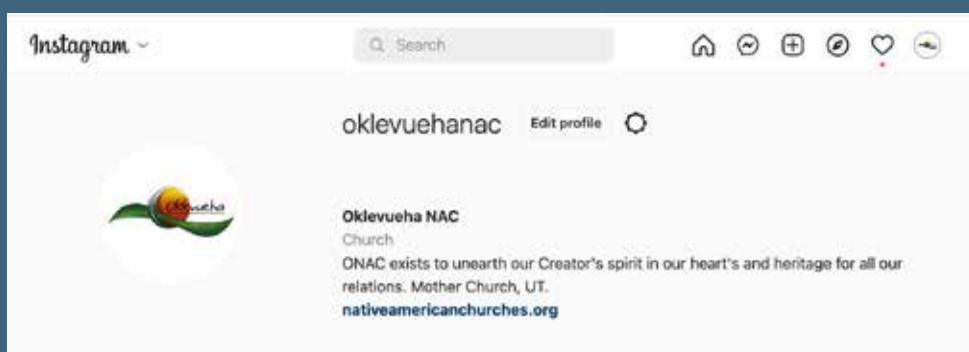 Instagram
Search
oklevuehanac Edit profile
Oklevueha
Oklevueha NAC
Church
ONAC exists to unearth our Creator's spirit in our heart's and heritage for all our
relations. Mother Church, UT.
nativeamericanchurches.org